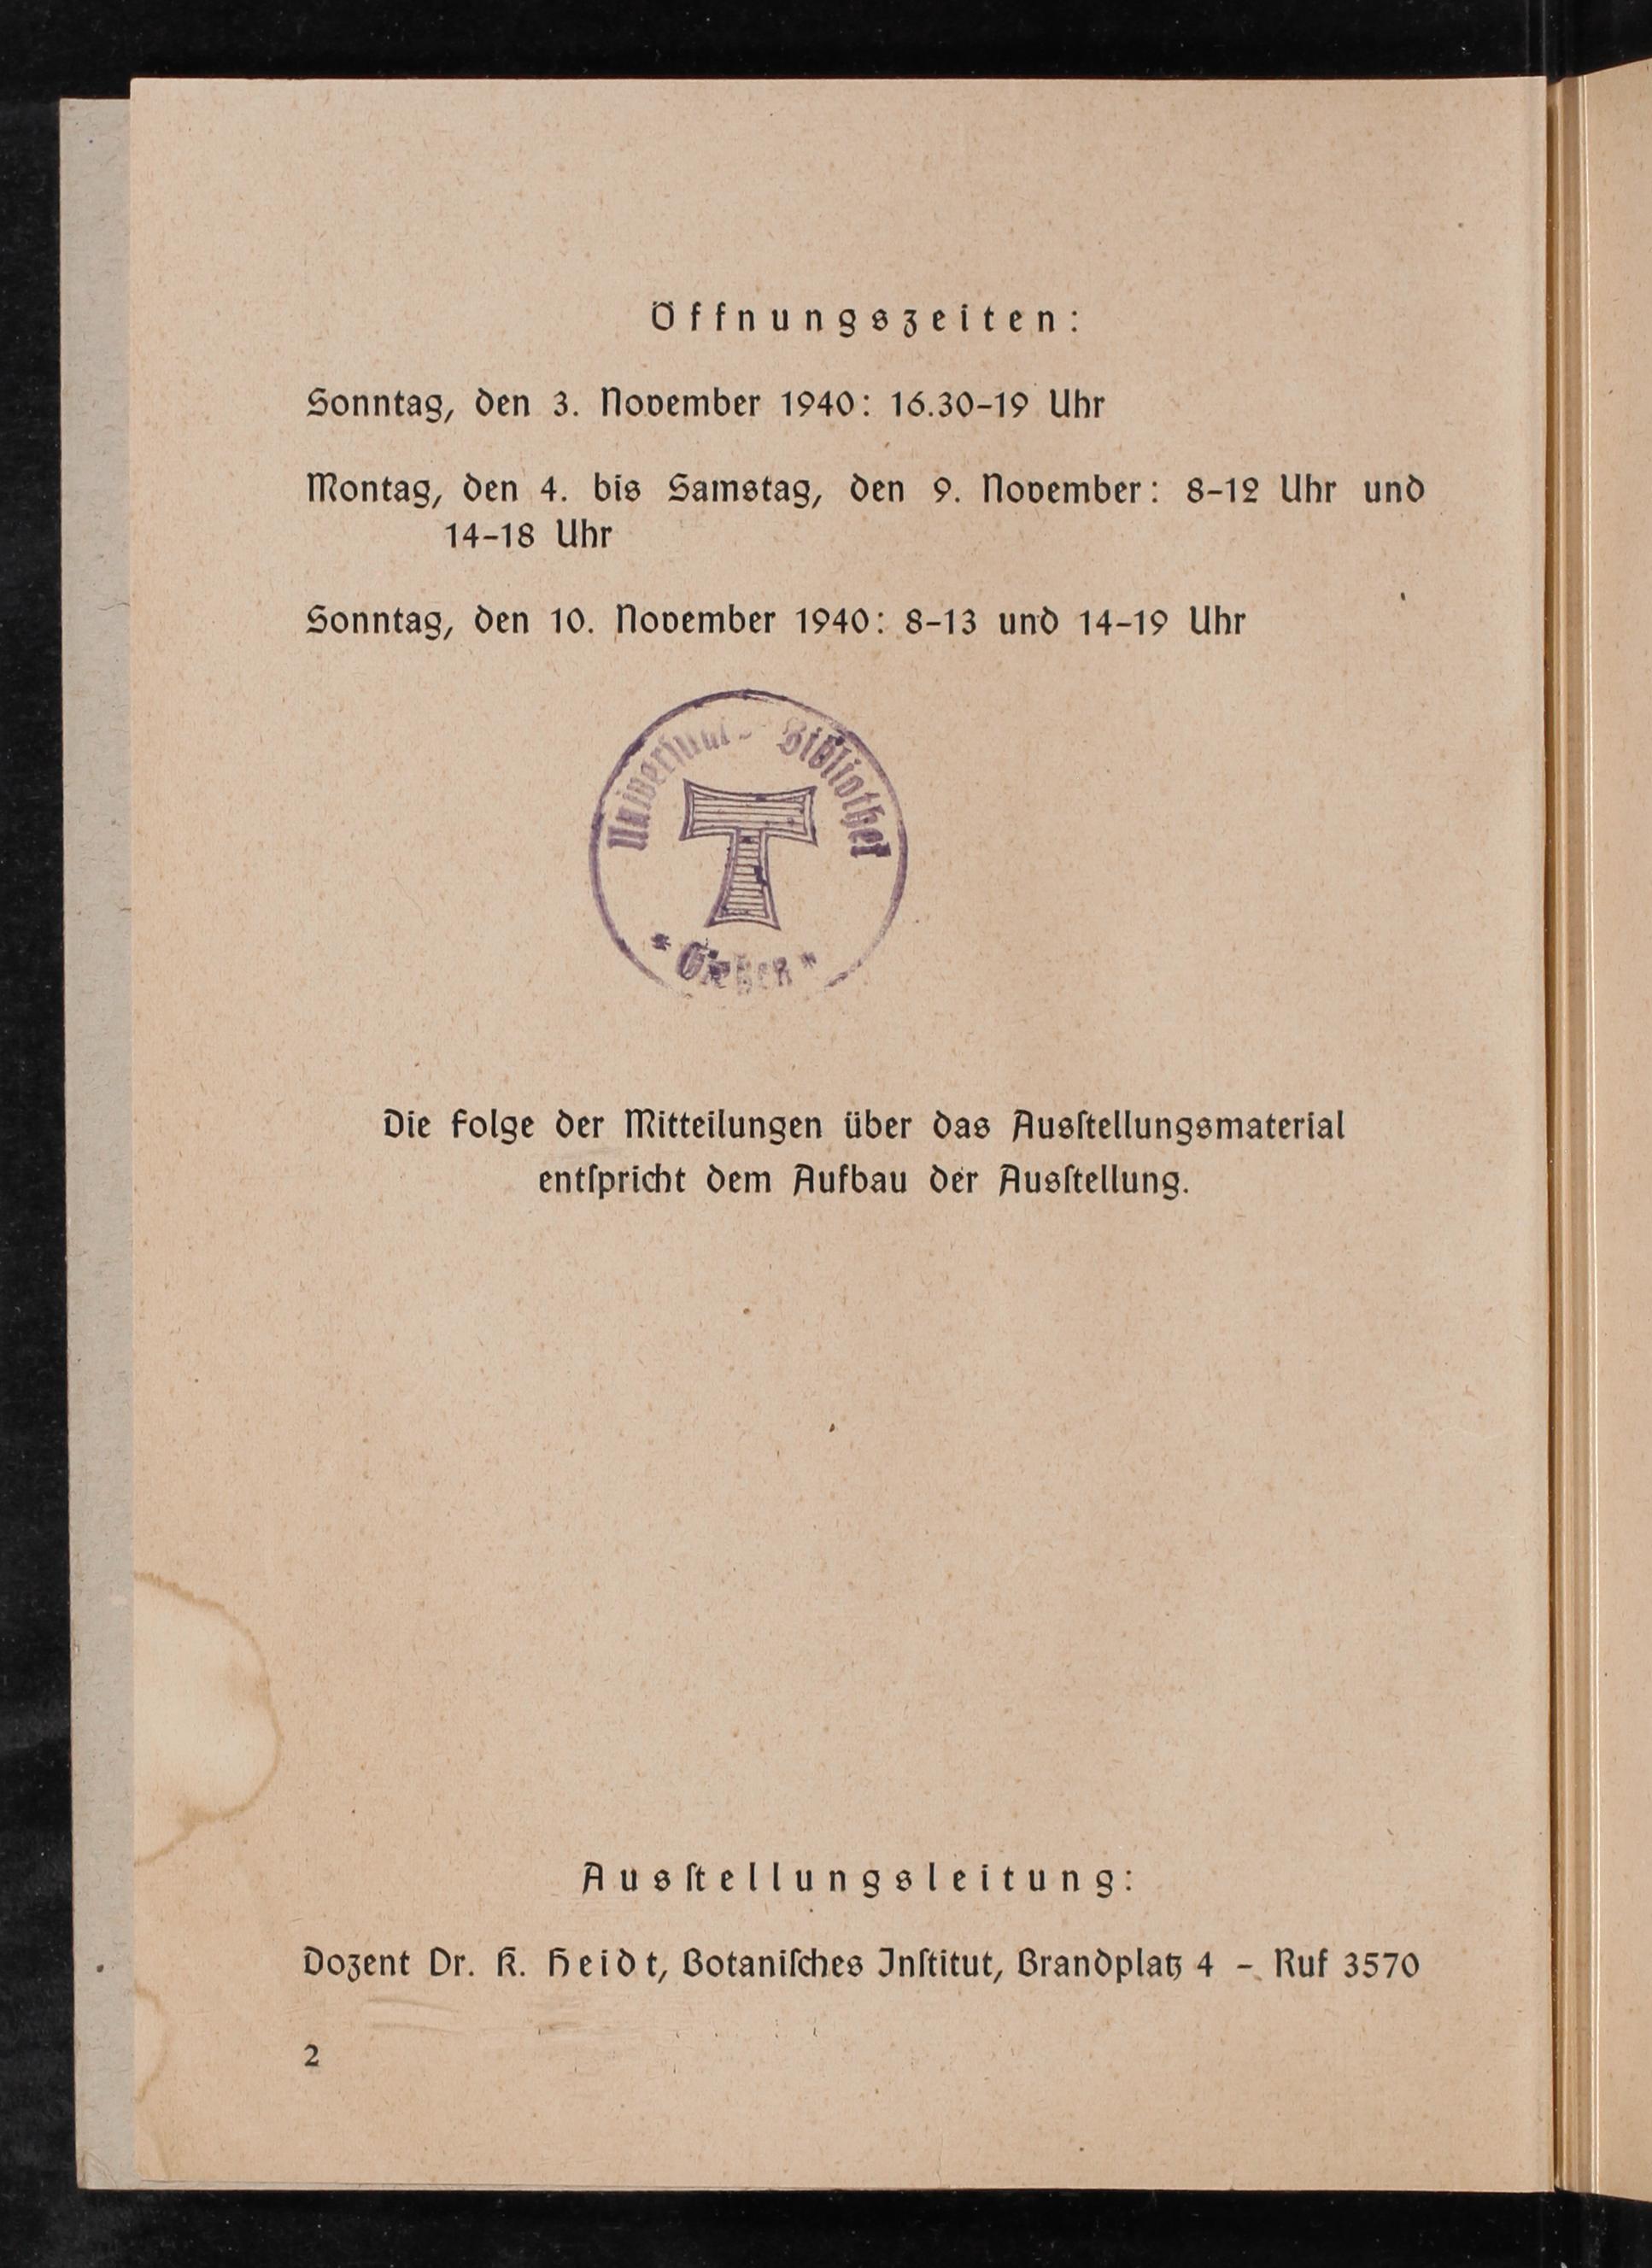 Öffnungszeiten:
Sonntag, den 3. November 1940: 16.30–19 Uhr
Montag, den 4. bis Samstag, den 9. November: 8–12 Uhr und
14–18 Uhr
Sonntag, den 10. November 1940: 8–13 und 14–19 Uhr
Universität - Bibliothek
* Gießen *
Die Folge der Mitteilungen über das Ausſtellungsmaterial
entſpricht dem Aufbau der Ausſtellung.
Ausſtellungsleitung:
Dozent Dr. K. Heidt, Botaniſches Inſtitut, Brandplatz 4 – Ruf 3570
2